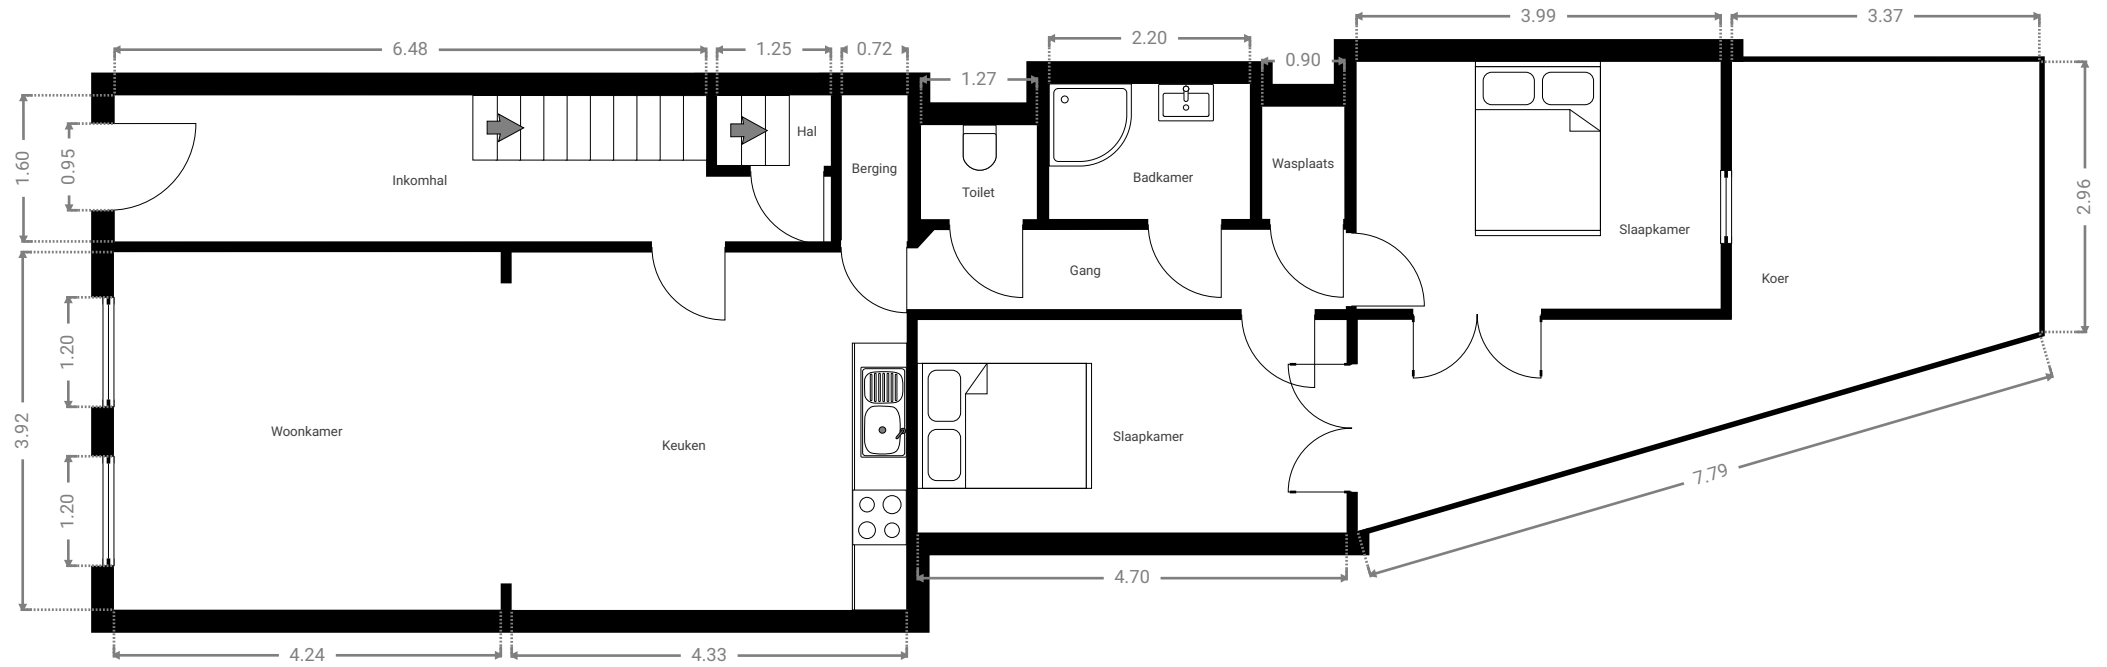 3.99
3.37
6.48
1.25
0.72
2.20
0.90
1.27
Hal
Inkomhal
Berging
Toilet
Badkamer
Wasplaats
Slaapkamer
1.60
0.95
2.96
Gang
Koer
1.20
3.92
Woonkamer
Keuken
Slaapkamer
7.79
1.20
4.70
4.24
4.33